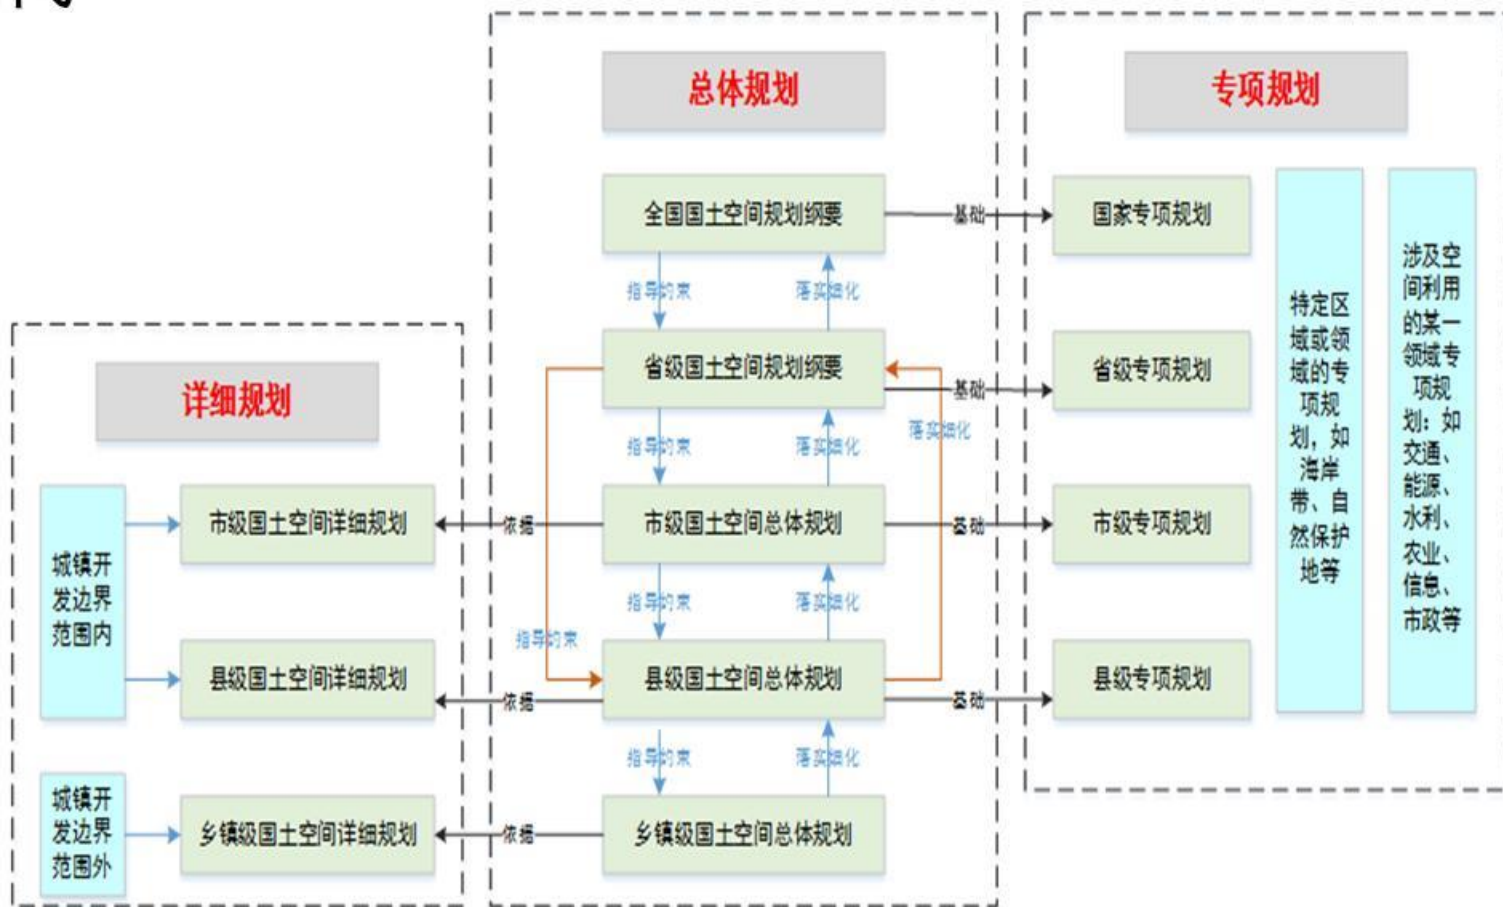 总体规划
专项规划
全国国土空间规划纲要
基础
国家专项规划
指导约束
落实细化
省级国土空间规划纲要
基础
省级专项规划
指导约束
落实细化
落实细化
市级国土空间总体规划
基础
市级专项规划
指导约束
落实细化
指导约束
县级国土空间总体规划
基础
县级专项规划
指导约束
落实细化
乡镇级国土空间总体规划
特定区
域或领
域的专
项规
划，如
海岸
带、自
然保护
地等
涉及空
间利用
的某一
领域专
项规
划：如
交通、
能源、
水利、
农业、
信息、
市政等
详细规划
城镇开
发边界
范围内
市级国土空间详细规划
依据
县级国土空间详细规划
依据
城镇开
发边界
范围外
乡镇级国土空间详细规划
依据